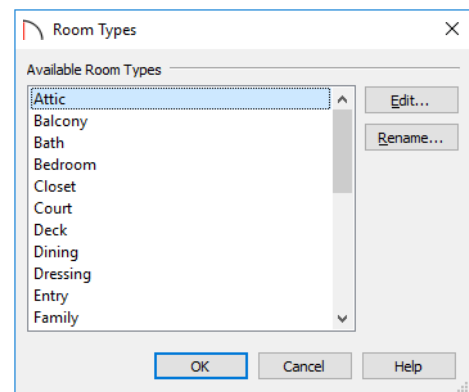 Room Types
Available Room Types
Attic
Balcony
Bath
Bedroom
Closet
Court
Deck
Dining
Dressing
Entry
Family
Edit...
Rename...
OK Cancel Help